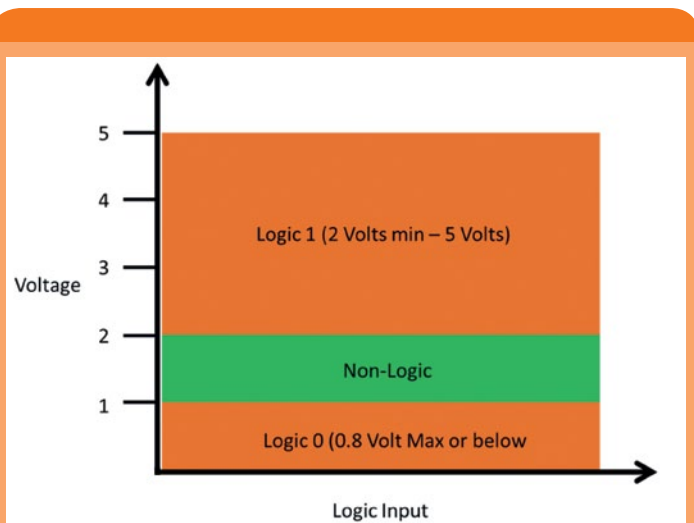 5
4
3
2
1
Voltage
Logic 1 (2 Volts min – 5 Volts)
Non-Logic
Logic 0 (0.8 Volt Max or below
Logic Input